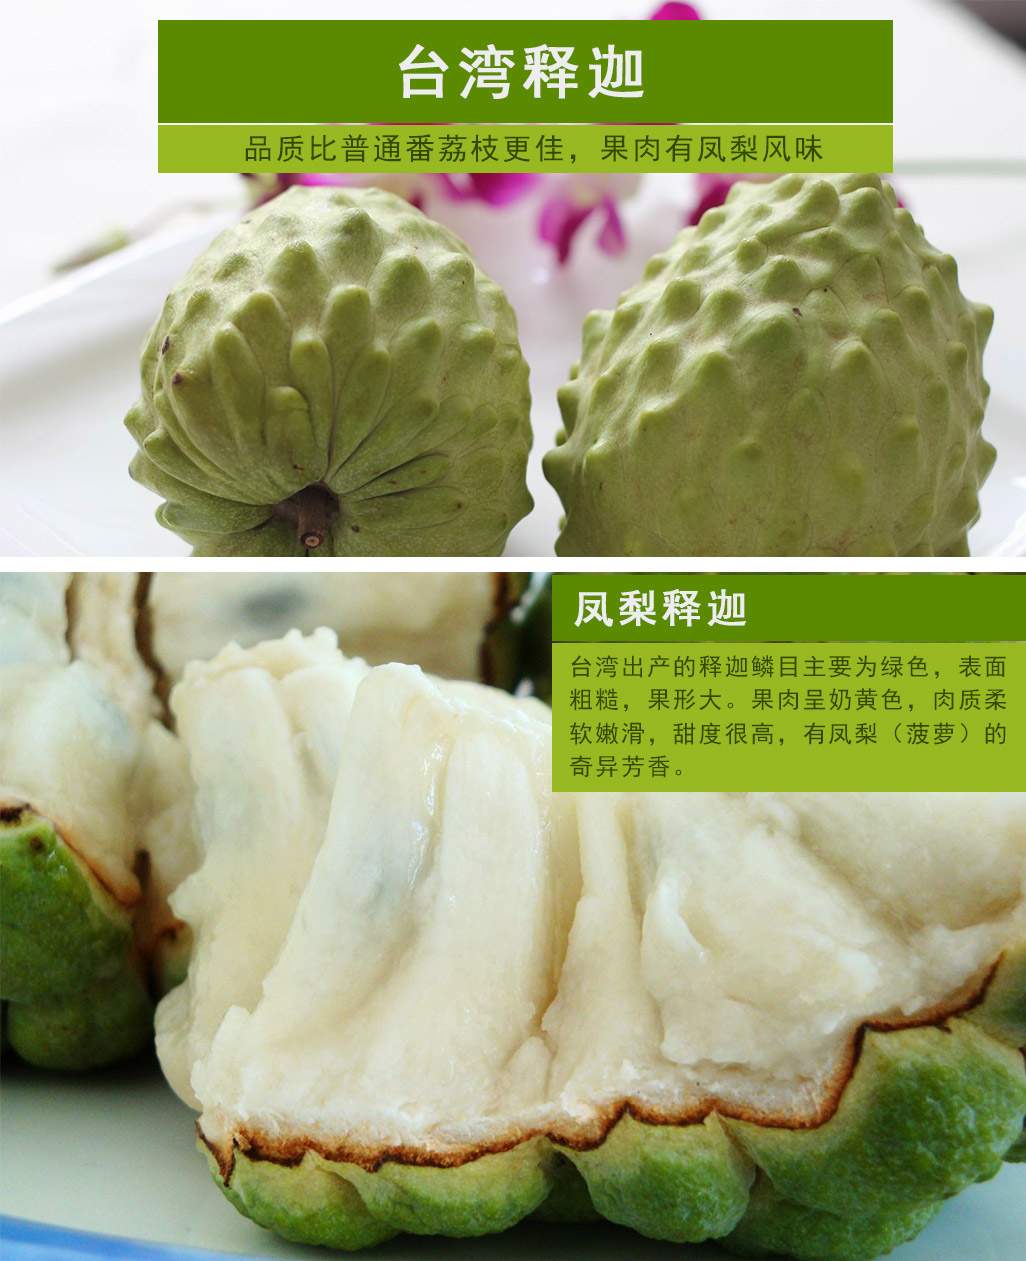 台湾释迦
品质比普通番荔枝更佳，果肉有凤梨风味
凤梨释迦
台湾出产的释迦鳞目主要为绿色，表面
粗糙，果形大。果肉呈奶黄色，肉质柔
软嫩滑，甜度很高，有凤梨（菠萝）的
奇异芳香。